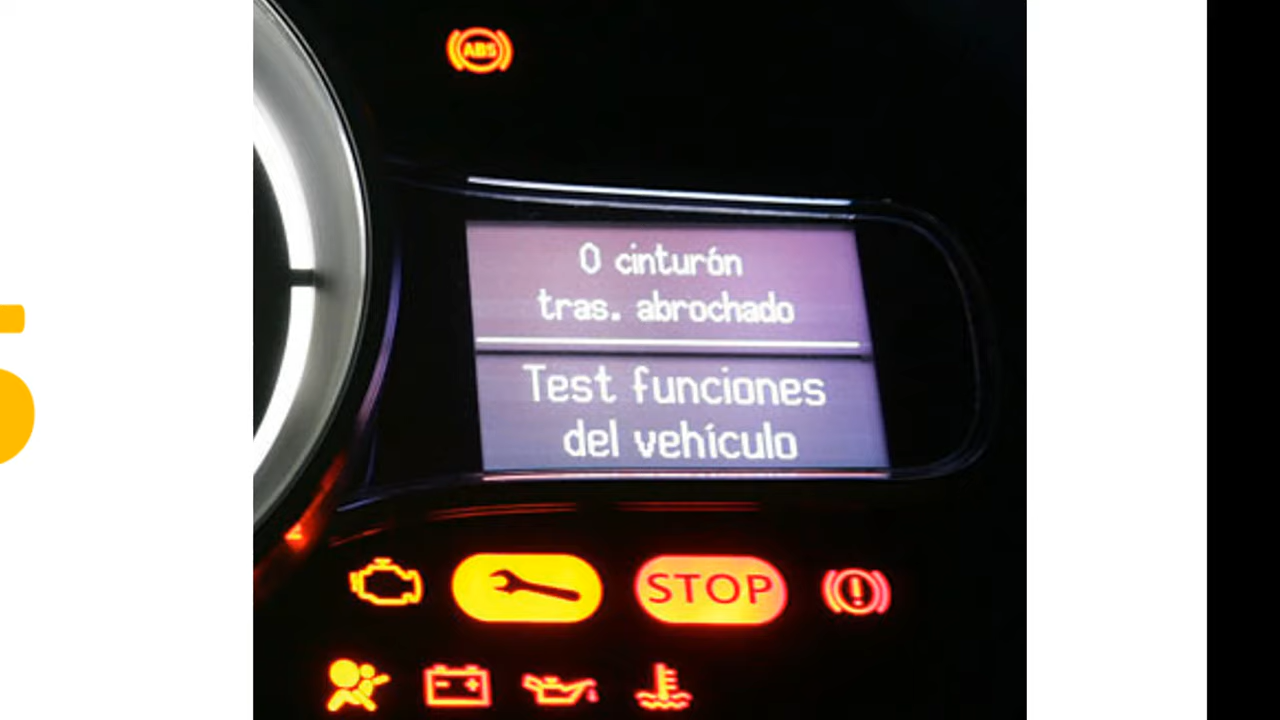 ABS
0 cinturón
tras. abrochado
Test funciones
del vehículo
STOP